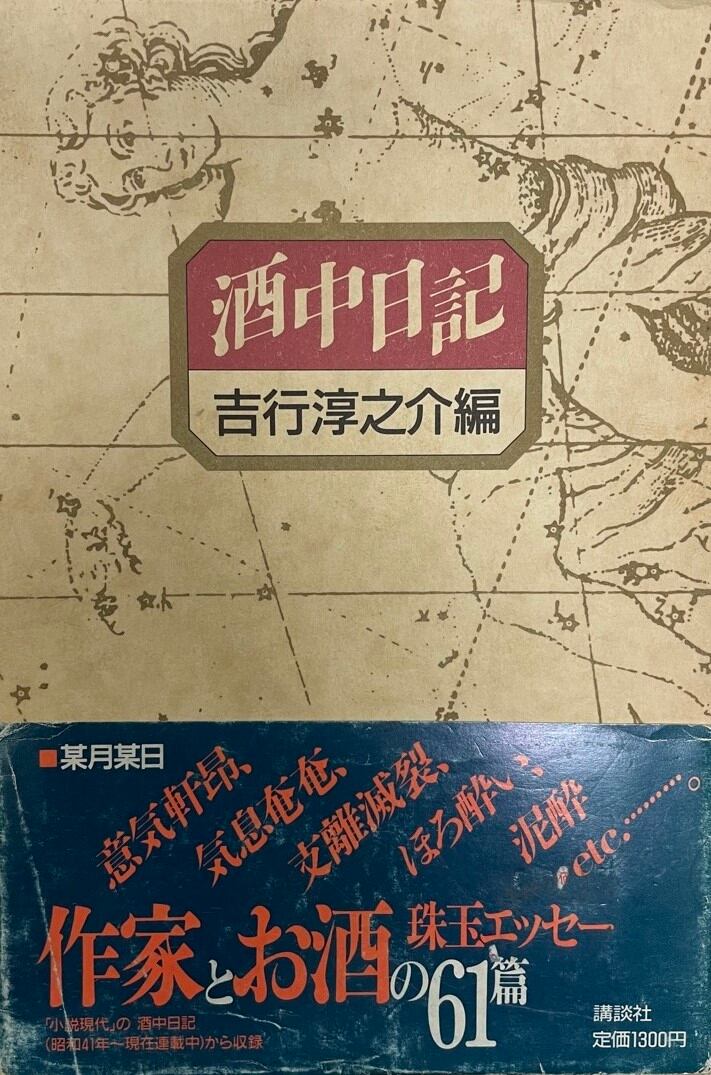 酒中日記
吉行淳之介編
■某月某日
意気軒昂、
気息奄奄、
支離滅裂、
ほろ酔い、
泥酔
etc.………。
作家とお酒の珠玉エッセー61篇
「小説現代」の 酒中日記
(昭和41年〜現在連載中)から収録
講談社
定価1300円